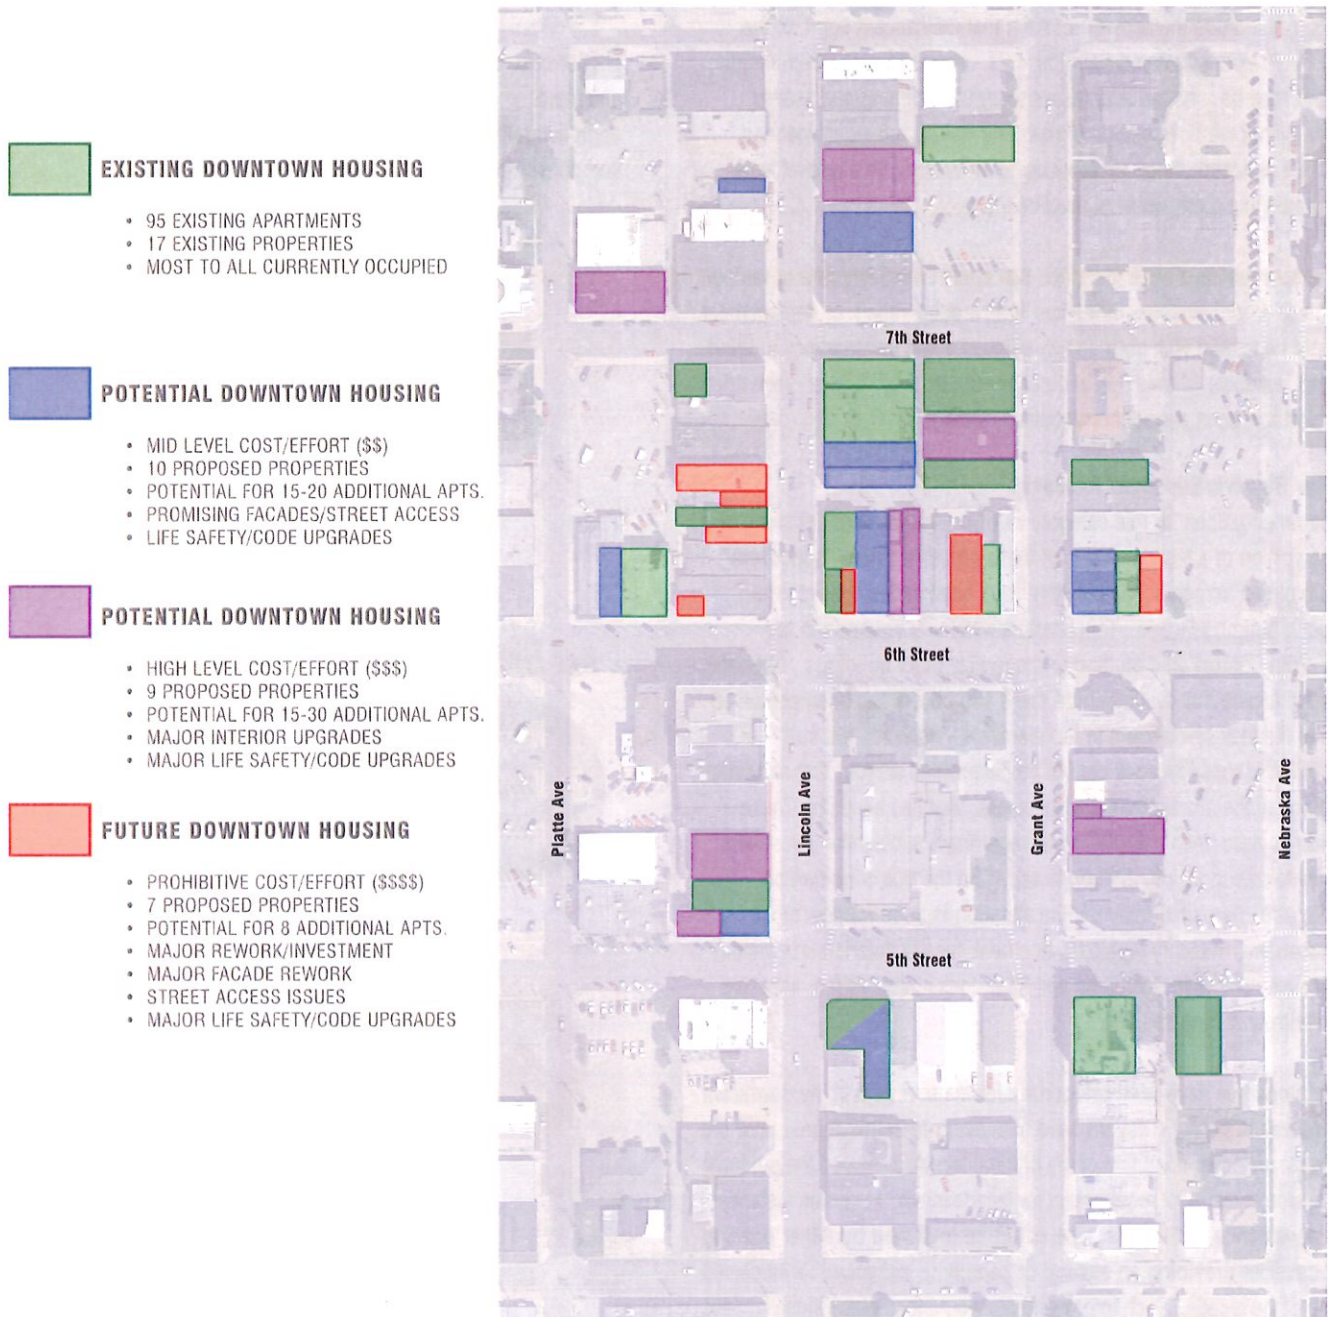 EXISTING DOWNTOWN HOUSING
• 95 EXISTING APARTMENTS
• 17 EXISTING PROPERTIES
• MOST TO ALL CURRENTLY OCCUPIED
POTENTIAL DOWNTOWN HOUSING
• MID LEVEL COST/EFFORT ($$)
• 10 PROPOSED PROPERTIES
• POTENTIAL FOR 15-20 ADDITIONAL APTS.
• PROMISING FACADES/STREET ACCESS
• LIFE SAFETY/CODE UPGRADES
POTENTIAL DOWNTOWN HOUSING
• HIGH LEVEL COST/EFFORT ($$$)
• 9 PROPOSED PROPERTIES
• POTENTIAL FOR 15-30 ADDITIONAL APTS.
• MAJOR INTERIOR UPGRADES
• MAJOR LIFE SAFETY/CODE UPGRADES
FUTURE DOWNTOWN HOUSING
• PROHIBITIVE COST/EFFORT ($$$$)
• 7 PROPOSED PROPERTIES
• POTENTIAL FOR 8 ADDITIONAL APTS.
• MAJOR REWORK/INVESTMENT
• MAJOR FACADE REWORK
• STREET ACCESS ISSUES
• MAJOR LIFE SAFETY/CODE UPGRADES
7th Street
6th Street
Platte Ave
Lincoln Ave
Grant Ave
Nebraska Ave
5th Street